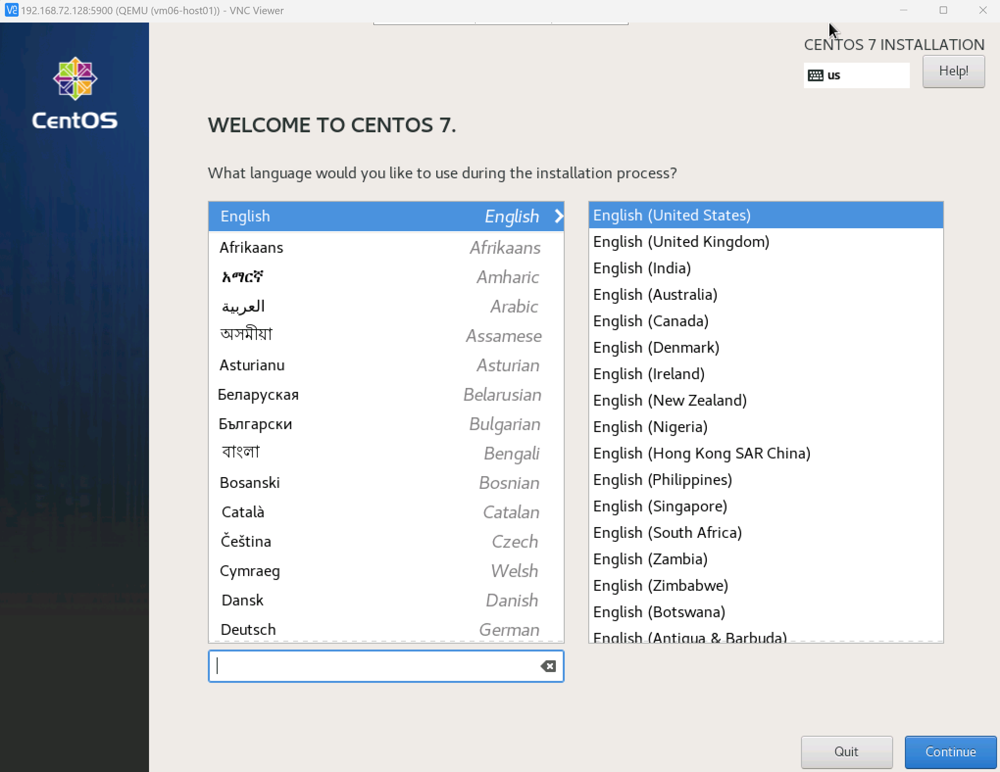 192.168.72.128:5900 (QEMU (vm06-host01)) - VNC Viewer
CentOS
CENTOS 7 INSTALLATION
us
Help!
WELCOME TO CENTOS 7.
What language would you like to use during the installation process?
English English
Afrikaans Afrikaans
አማርኛ Amharic
العربية Arabic
অসমীয়া Assamese
Asturianu Asturian
Беларуская Belarusian
Български Bulgarian
বাংলা Bengali
Bosanski Bosnian
Català Catalan
Čeština Czech
Cymraeg Welsh
Dansk Danish
Deutsch German
English (United States)
English (United Kingdom)
English (India)
English (Australia)
English (Canada)
English (Denmark)
English (Ireland)
English (New Zealand)
English (Nigeria)
English (Hong Kong SAR China)
English (Philippines)
English (Singapore)
English (South Africa)
English (Zambia)
English (Zimbabwe)
English (Botswana)
English (Antigua & Barbuda)
Quit
Continue